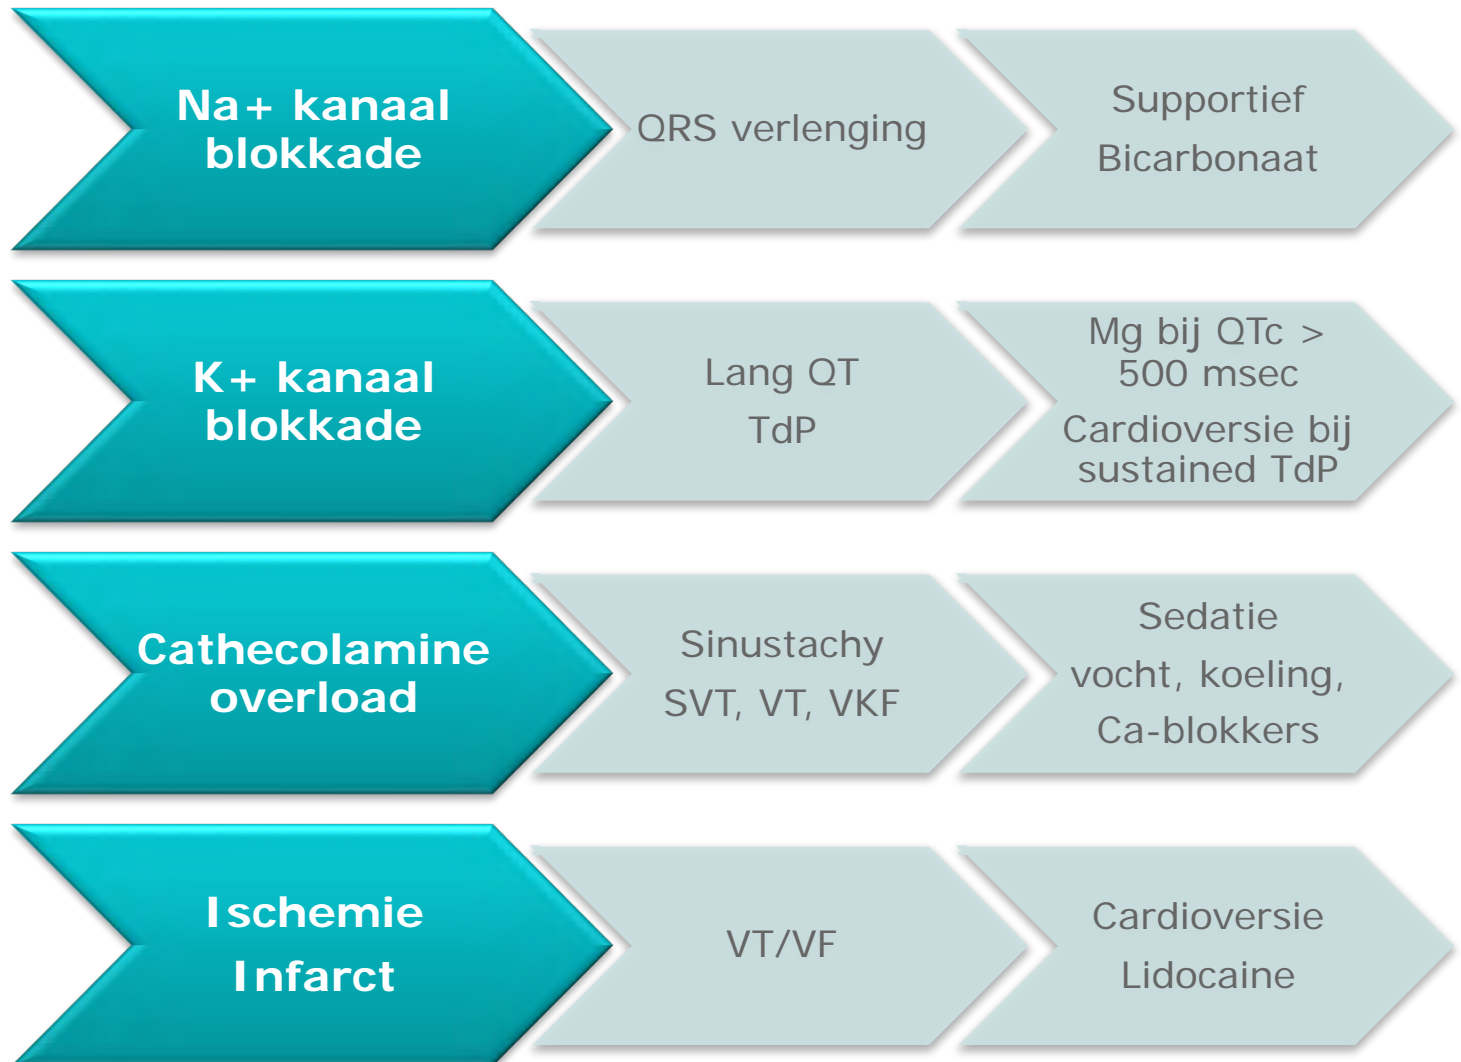 Na+ kanaal
blokkade
QRS verlenging
Supportief
Bicarbonaat
K+ kanaal
blokkade
Lang QT
TdP
Mg bij QTc >
500 msec
Cardioversie bij
sustained TdP
Cathecolamine
overload
Sinustachy
SVT, VT, VKF
Sedatie
vocht, koeling,
Ca-blokkers
Ischemie
Infarct
VT/VF
Cardioversie
Lidocaine